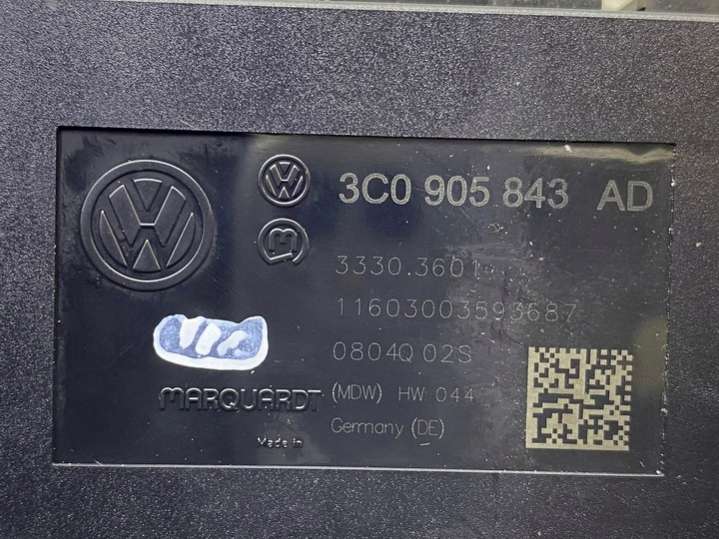 3C0 905 843 AD
3330.3601
11603003593687
0804Q 02S
MARQUARDT (MDW) HW 044
Made in Germany (DE)